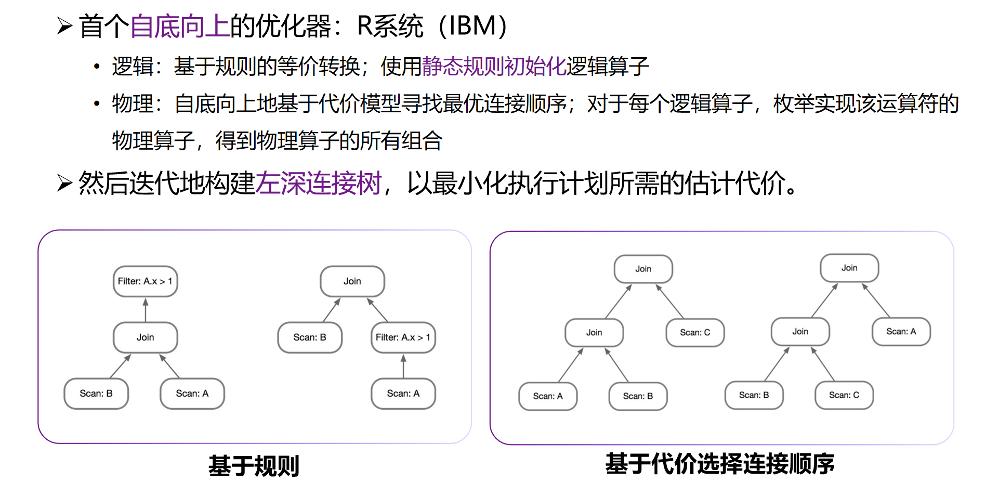 首个自底向上的优化器：R系统（IBM）
逻辑：基于规则的等价转换；使用静态规则初始化逻辑算子
物理：自底向上地基于代价模型寻找最优连接顺序；对于每个逻辑算子，枚举实现该运算符的
物理算子，得到物理算子的所有组合
然后迭代地构建左深连接树，以最小化执行计划所需的估计代价。
Filter: A.x > 1
Join
Scan: B
Scan: A
Join
Scan: B
Filter: A.x > 1
Scan: A
基于规则
Join
Join
Scan: C
Scan: A
Scan: B
Join
Join
Scan: A
Scan: B
Scan: C
基于代价选择连接顺序